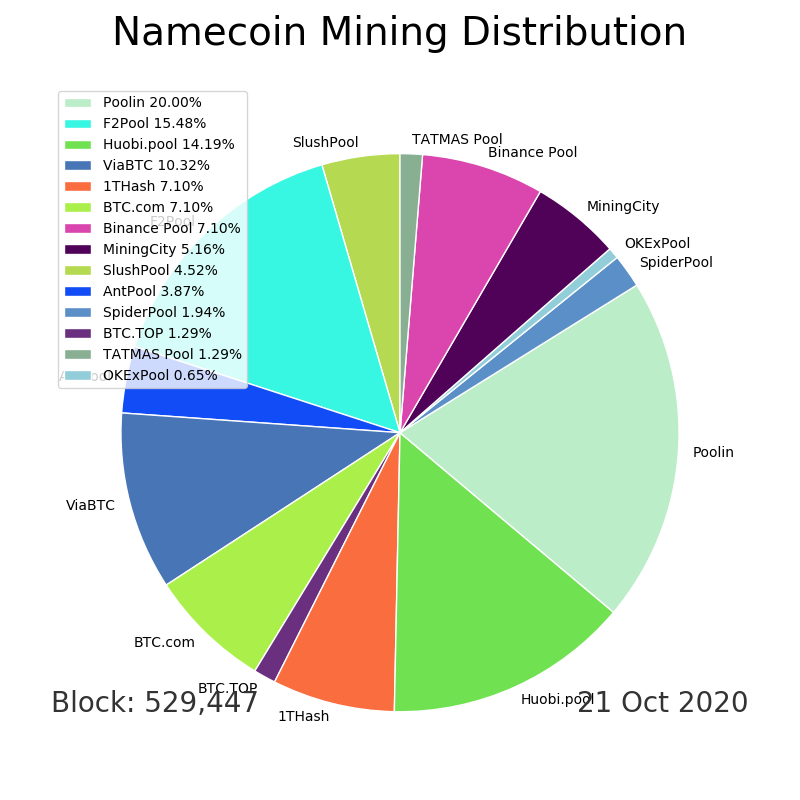 Namecoin Mining Distribution
Poolin 20.00%
F2Pool 15.48%
Huobi.pool 14.19%
ViaBTC 10.32%
1THash 7.10%
BTC.com 7.10%
Binance Pool 7.10%
MiningCity 5.16%
SlushPool 4.52%
AntPool 3.87%
SpiderPool 1.94%
BTC.TOP 1.29%
TATMAS Pool 1.29%
OKExPool 0.65%
SlushPool
TATMAS Pool
Binance Pool
MiningCity
OKExPool
SpiderPool
F2Pool
Poolin
ViaBTC
BTC.com
BTC.TOP
1THash
Huobi.pool
Block: 529,447
21 Oct 2020